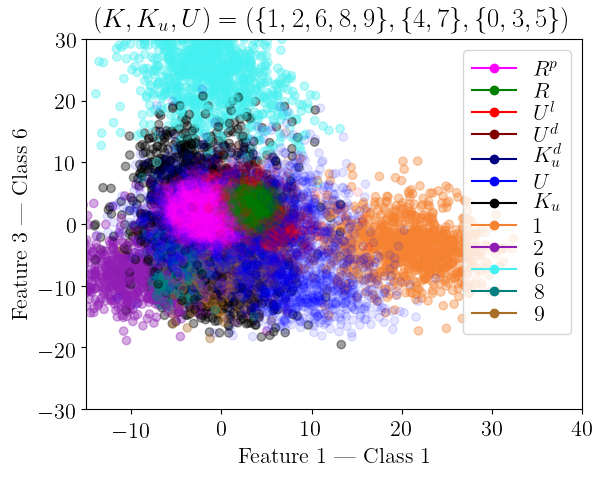 (K, K_u, U) = ({1, 2, 6, 8, 9}, {4, 7}, {0, 3, 5})
30
20
10
0
−10
−20
−30
Feature 3 — Class 6
−10
0
10
20
30
40
Feature 1 — Class 1
R^p
R
U^l
U^d
K_u^d
U
K_u
1
2
6
8
9